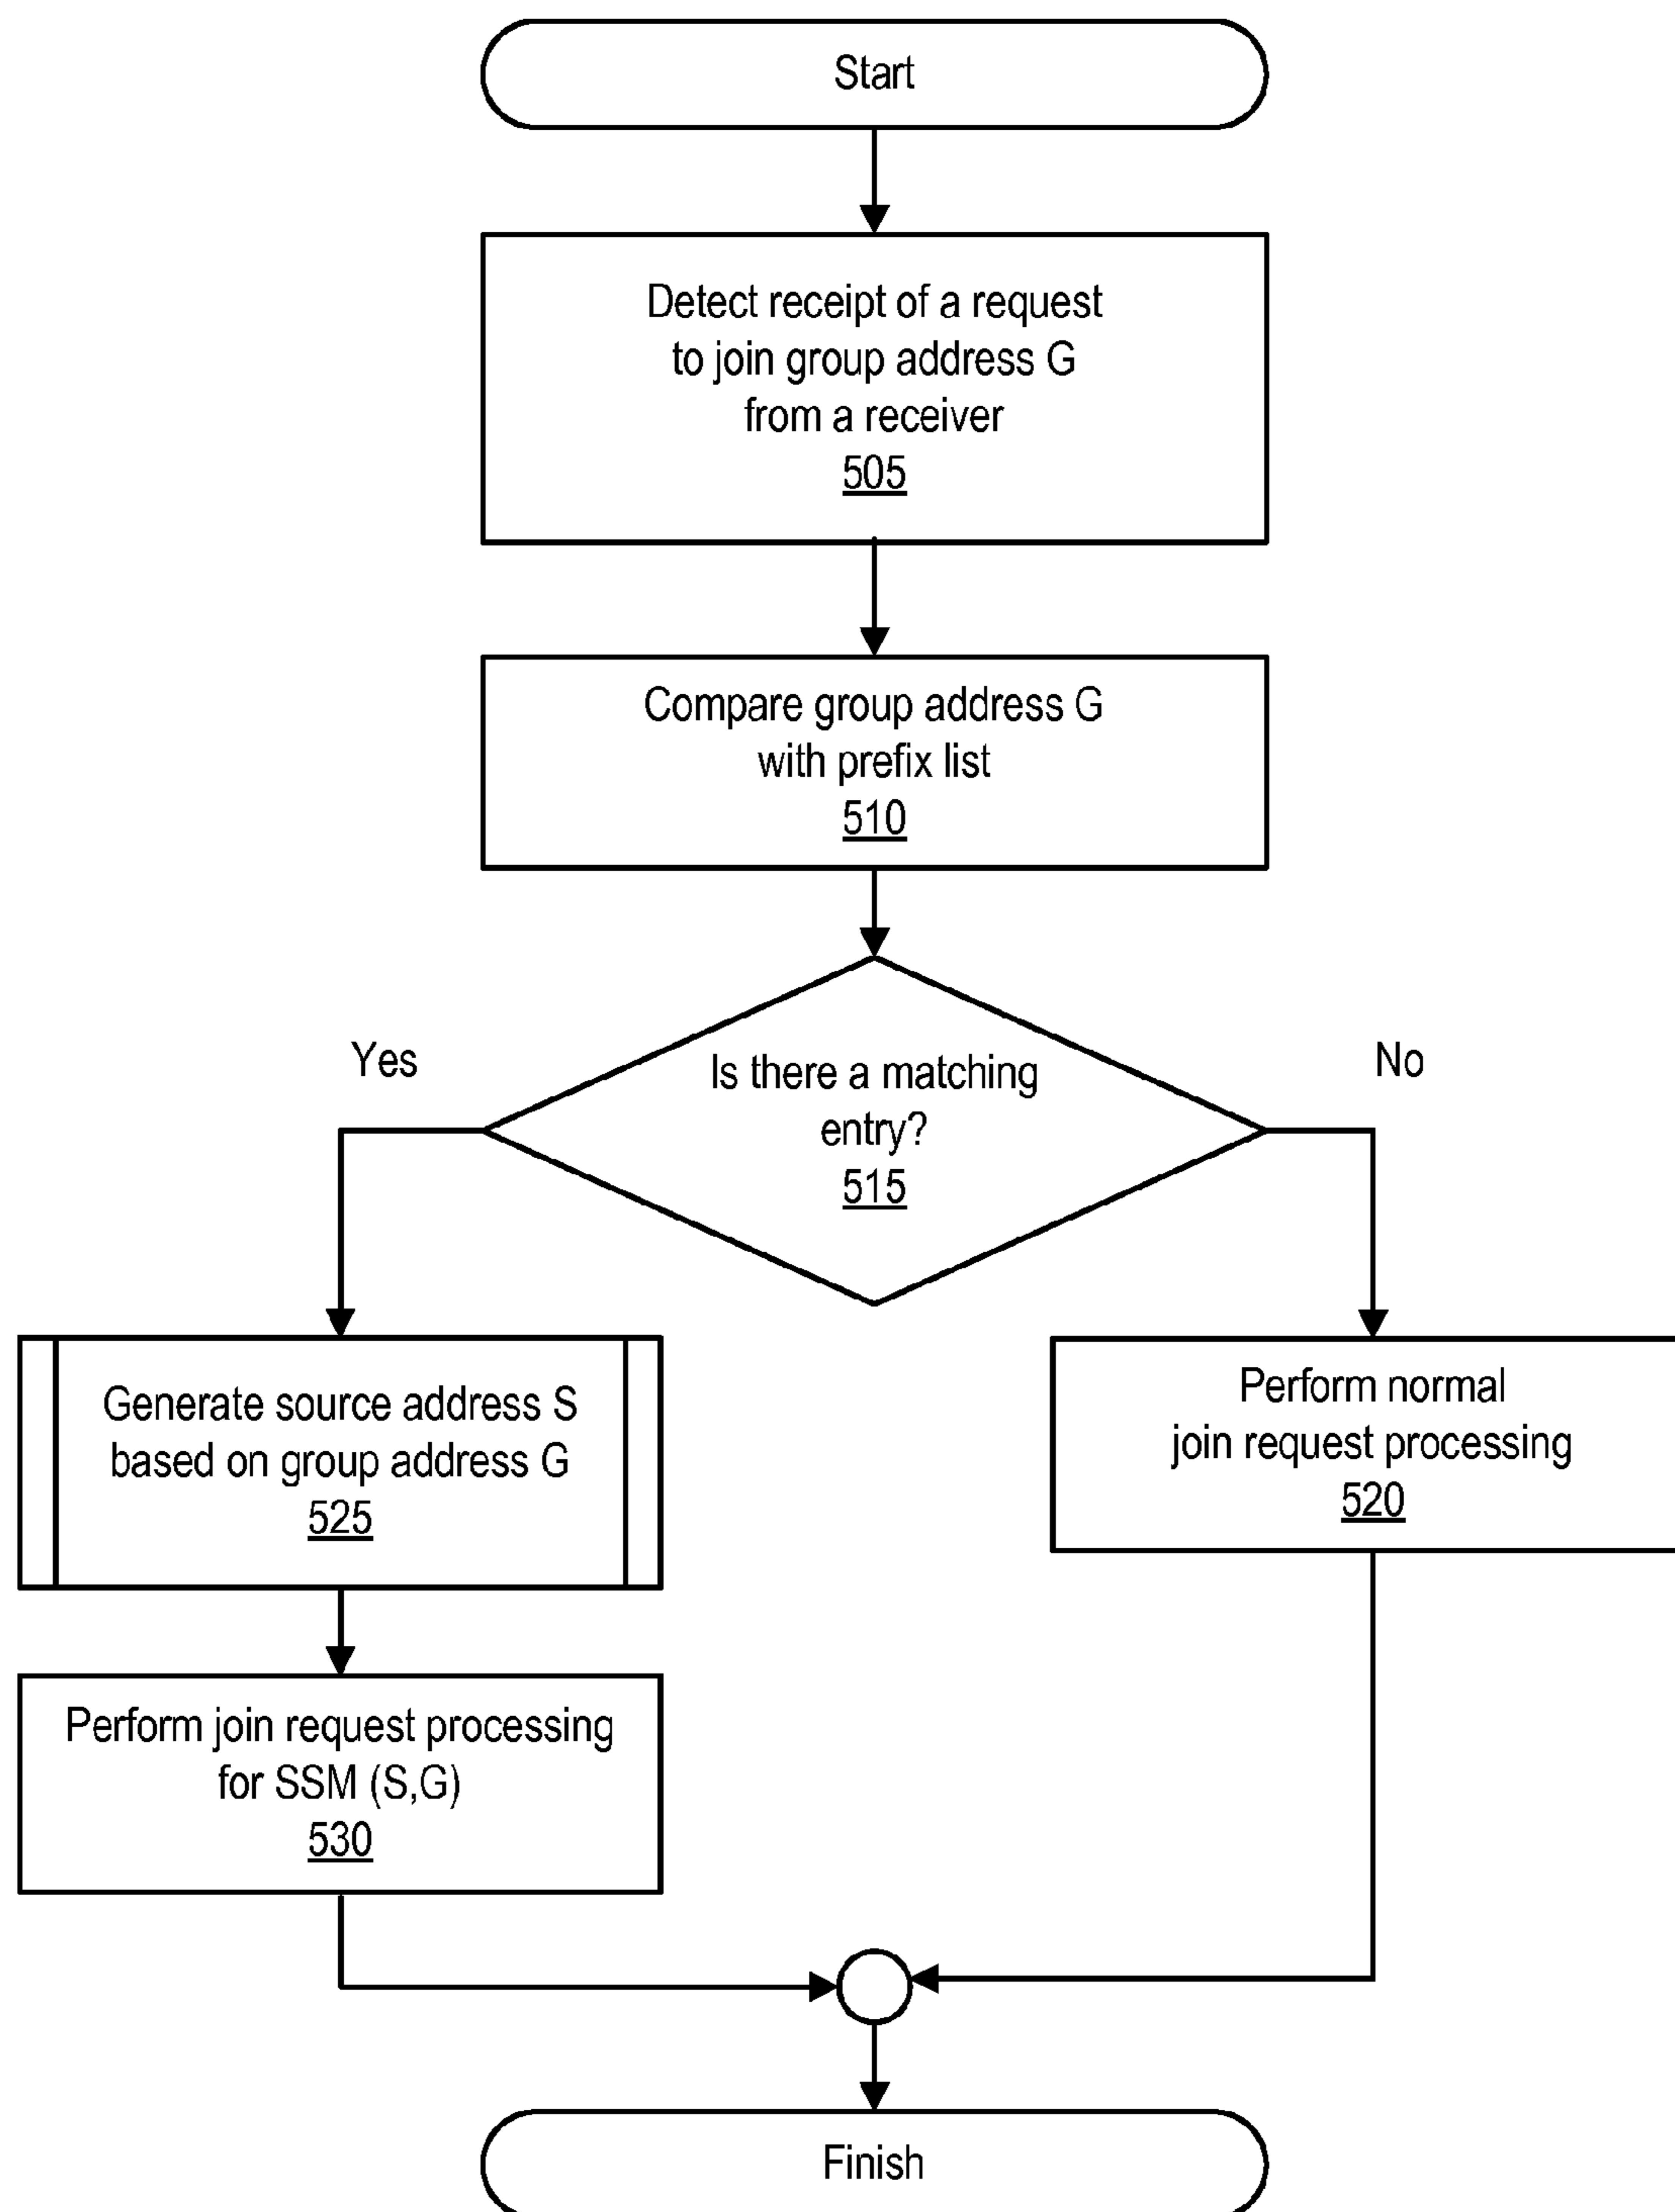 Start
Detect receipt of a request
to join group address G
from a receiver
505
Compare group address G
with prefix list
510
Yes
No
Is there a matching
entry?
515
Generate source address S
based on group address G
525
Perform normal
join request processing
520
Perform join request processing
for SSM (S,G)
530
Finish